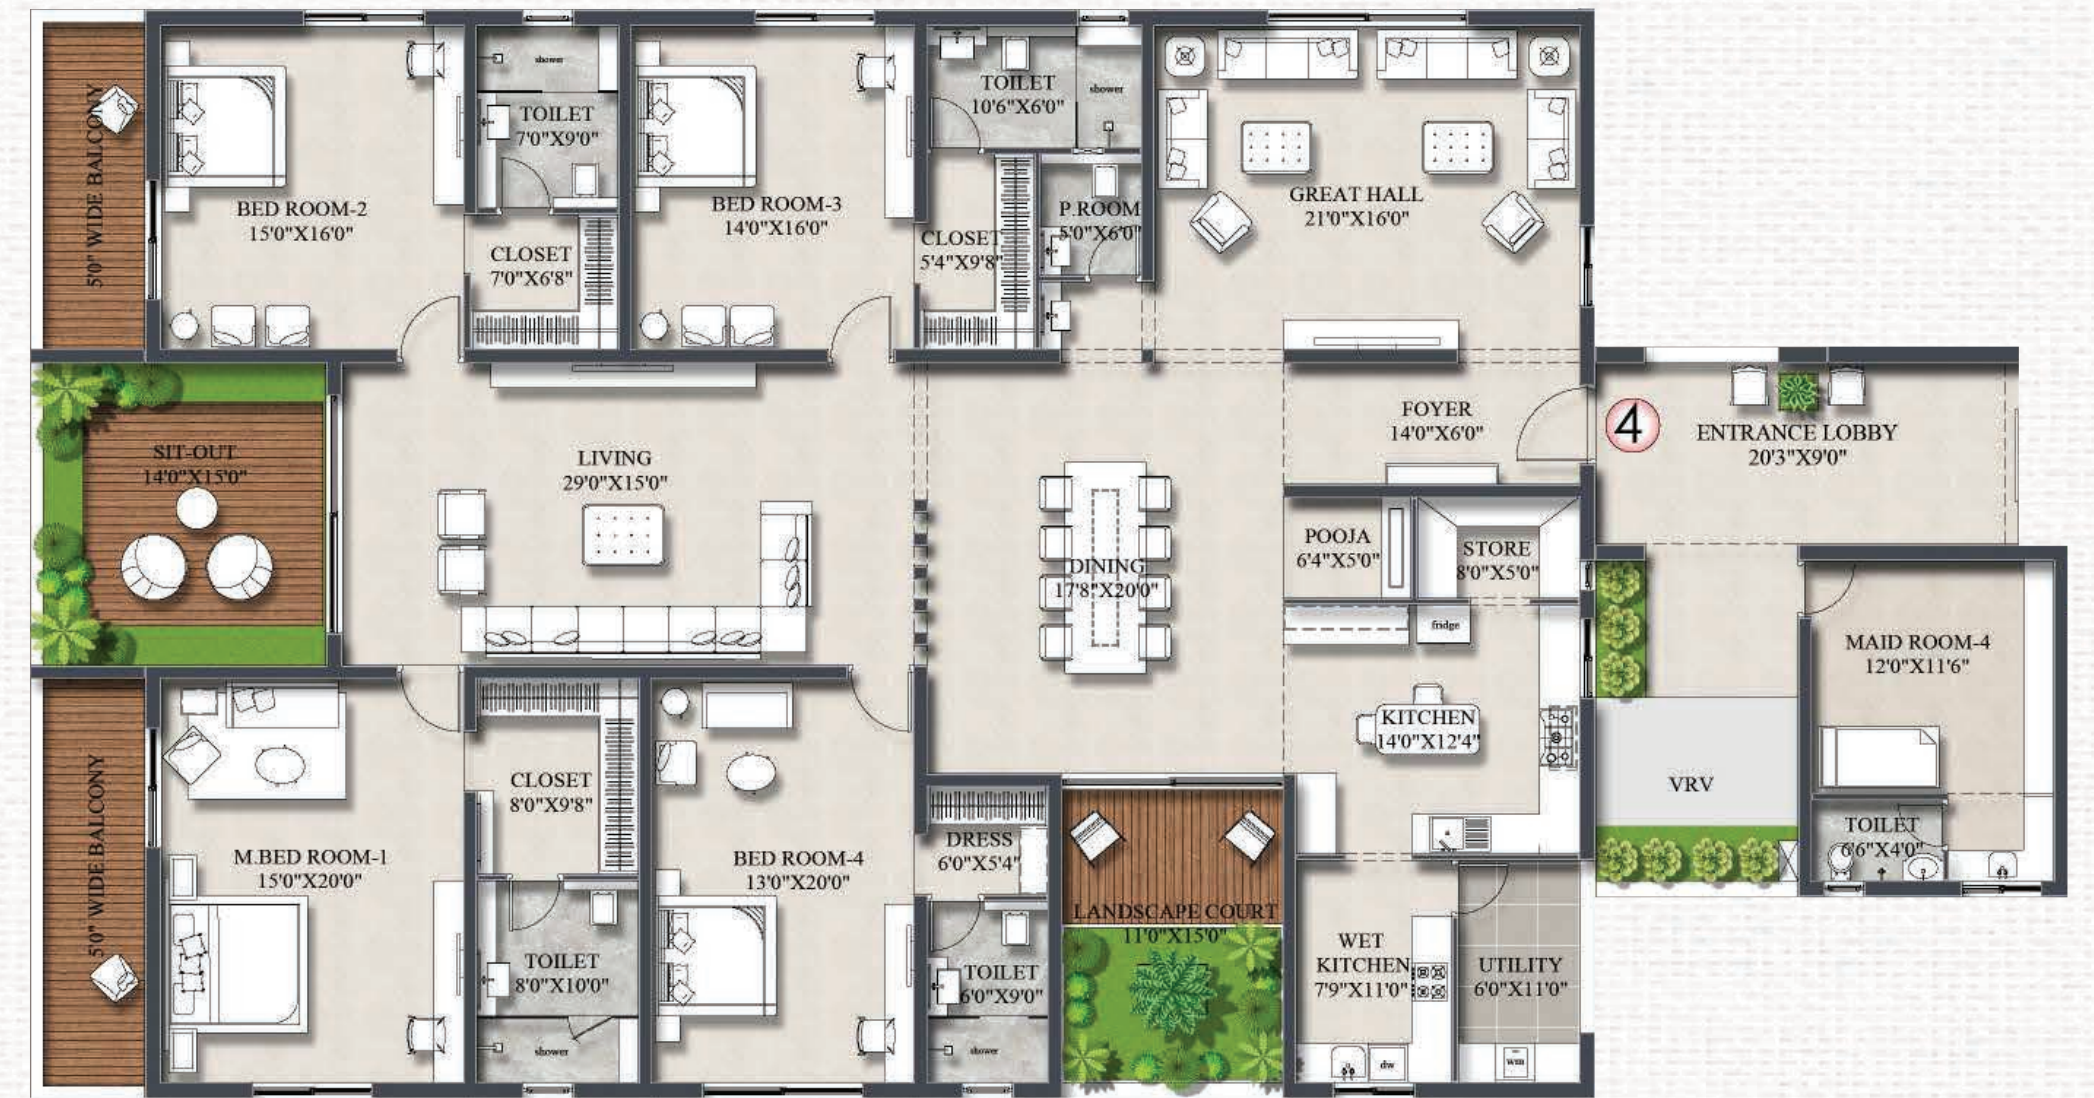 5'0" WIDE BALCONY
BED ROOM-2
15'0"X16'0"
shower
TOILET
7'0"X9'0"
CLOSET
7'0"X6'8"
BED ROOM-3
14'0"X16'0"
TOILET
10'6"X6'0"
shower
CLOSET
5'4"X9'8"
P.ROOM
5'0"X6'0"
GREAT HALL
21'0"X16'0"
SIT-OUT
14'0"X15'0"
LIVING
29'0"X15'0"
DINING
17'8"X20'0"
FOYER
14'0"X6'0"
4
ENTRANCE LOBBY
20'3"X9'0"
POOJA
6'4"X5'0"
STORE
8'0"X5'0"
fridge
KITCHEN
14'0"X12'4"
MAID ROOM-4
12'0"X11'6"
VRV
TOILET
6'6"X4'0"
5'0" WIDE BALCONY
M.BED ROOM-1
15'0"X20'0"
CLOSET
8'0"X9'8"
TOILET
8'0"X10'0"
shower
BED ROOM-4
13'0"X20'0"
DRESS
6'0"X5'4"
TOILET
6'0"X9'0"
shower
LANDSCAPE COURT
11'0"X15'0"
WET
KITCHEN
7'9"X11'0"
dw
UTILITY
6'0"X11'0"